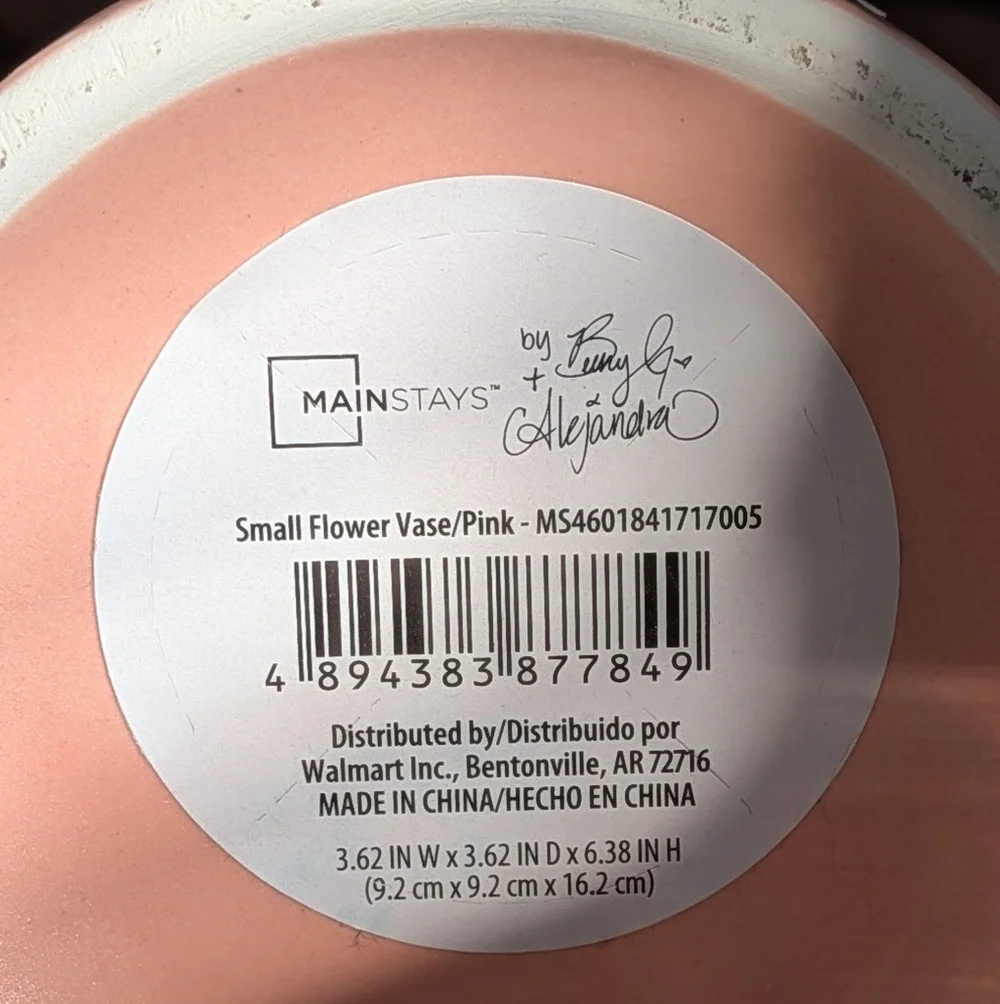 MAINSTAYS™
by Benny G.
+ Alejandra
Small Flower Vase/Pink - MS4601841717005
4 894383 877849
Distributed by/Distribuido por
Walmart Inc., Bentonville, AR 72716
MADE IN CHINA/HECHO EN CHINA
3.62 IN W x 3.62 IN D x 6.38 IN H
(9.2 cm x 9.2 cm x 16.2 cm)